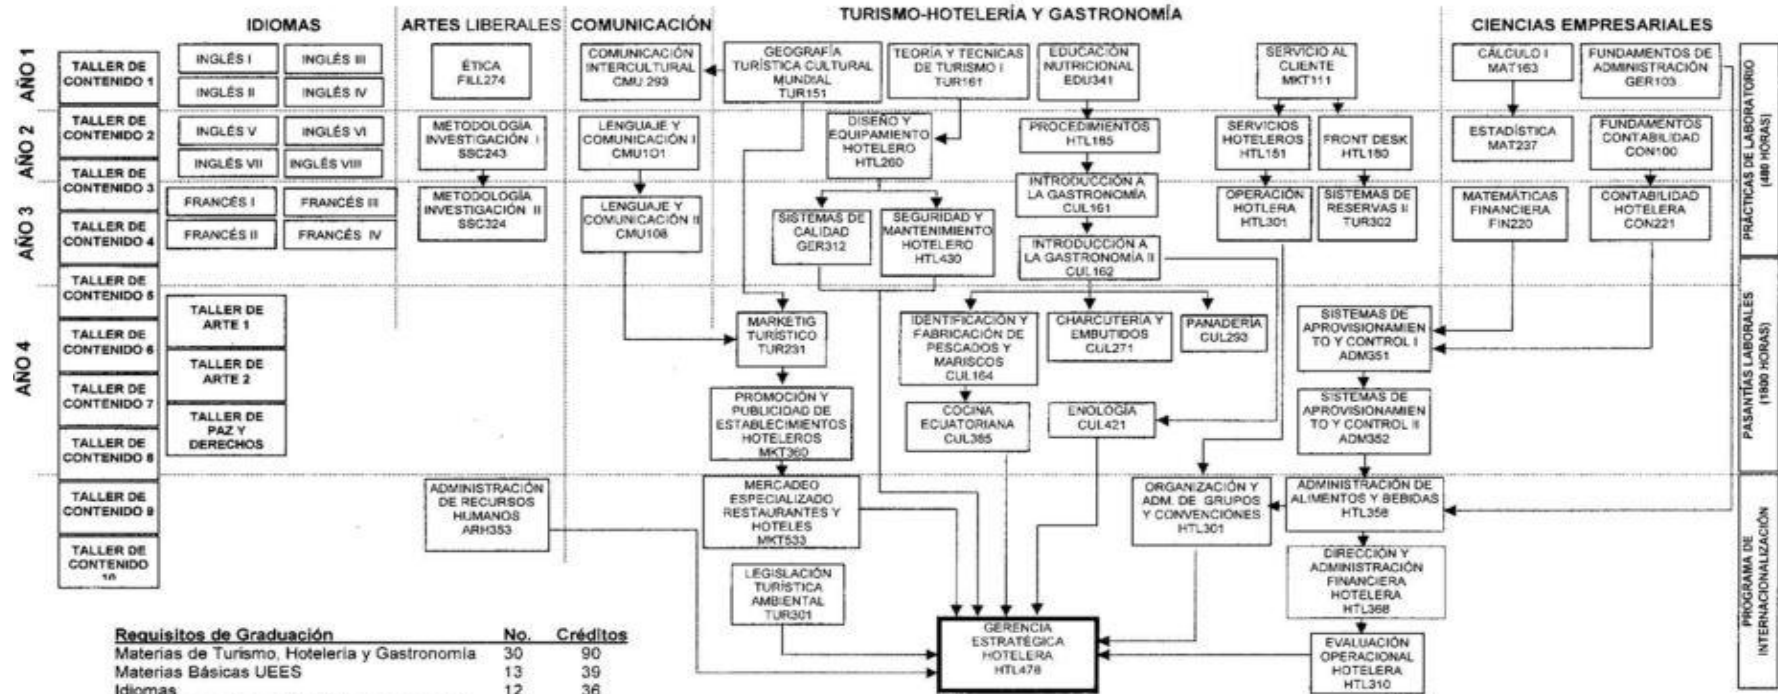 IDIOMAS
ARTES LIBERALES
COMUNICACIÓN
TURISMO-HOTELERÍA Y GASTRONOMÍA
CIENCIAS EMPRESARIALES
AÑO 1
AÑO 2
AÑO 3
AÑO 4
TALLER DE
CONTENIDO 1
TALLER DE
CONTENIDO 2
TALLER DE
CONTENIDO 3
TALLER DE
CONTENIDO 4
TALLER DE
CONTENIDO 5
TALLER DE
CONTENIDO 6
TALLER DE
CONTENIDO 7
TALLER DE
CONTENIDO 8
TALLER DE
CONTENIDO 9
TALLER DE
CONTENIDO
10
INGLÉS I
INGLÉS III
INGLÉS II
INGLÉS IV
INGLÉS V
INGLÉS VI
INGLÉS VII
INGLÉS VIII
FRANCÉS I
FRANCÉS III
FRANCÉS II
FRANCÉS IV
TALLER DE
ARTE 1
TALLER DE
ARTE 2
TALLER DE
PAZ Y
DERECHOS
ÉTICA
FILL274
METODOLOGÍA
INVESTIGACIÓN I
SSC243
METODOLOGÍA
INVESTIGACIÓN II
SSC324
ADMINISTRACIÓN
DE RECURSOS
HUMANOS
ARH353
COMUNICACIÓN
INTERCULTURAL
CMU 293
LENGUAJE Y
COMUNICACIÓN I
CMU101
LENGUAJE Y
COMUNICACIÓN II
CMU108
GEOGRAFÍA
TURÍSTICA CULTURAL
MUNDIAL
TUR151
TEORÍA Y TECNICAS
DE TURISMO I
TUR161
EDUCACIÓN
NUTRICIONAL
EDU341
SERVICIO AL
CLIENTE
MKT111
DISEÑO Y
EQUIPAMIENTO
HOTELERO
HTL260
PROCEDIMIENTOS
HTL185
SERVICIOS
HOTELEROS
HTL151
FRONT DESK
HTL180
SISTEMAS DE
CALIDAD
GER312
SEGURIDAD Y
MANTENIMIENTO
HOTELERO
HTL430
INTRODUCCIÓN A
LA GASTRONOMÍA
CUL161
INTRODUCCIÓN A
LA GASTRONOMÍA II
CUL162
OPERACIÓN
HOTLERA
HTL301
SISTEMAS DE
RESERVAS II
TUR302
MARKETIG
TURÍSTICO
TUR231
IDENTIFICACIÓN Y
FABRICACIÓN DE
PESCADOS Y
MARISCOS
CUL164
CHARCUTERÍA Y
EMBUTIDOS
CUL271
PANADERÍA
CUL293
SISTEMAS DE
APROVISIONAMIEN
TO Y CONTROL I
ADM351
PROMOCIÓN Y
PUBLICIDAD DE
ESTABLECIMIENTOS
HOTELEROS
MKT360
COCINA
ECUATORIANA
CUL385
ENOLOGÍA
CUL421
SISTEMAS DE
APROVISIONAMIEN
TO Y CONTROL II
ADM352
MERCADEO
ESPECIALIZADO
RESTAURANTES Y
HOTELES
MKT533
ORGANIZACIÓN Y
ADM. DE GRUPOS
Y CONVENCIONES
HTL301
ADMINISTRACIÓN DE
ALIMENTOS Y BEBIDAS
HTL358
LEGISLACIÓN
TURÍSTICA
AMBIENTAL
TUR301
DIRECCIÓN Y
ADMINISTRACIÓN
FINANCIERA
HOTELERA
HTL368
GERENCIA
ESTRATÉGICA
HOTELERA
HTL478
EVALUACIÓN
OPERACIONAL
HOTELERA
HTL310
CÁLCULO I
MAT163
FUNDAMENTOS DE
ADMINISTRACIÓN
GER103
ESTADÍSTICA
MAT237
FUNDAMENTOS
CONTABILIDAD
CON100
MATEMÁTICAS
FINANCIERA
FIN220
CONTABILIDAD
HOTELERA
CON221
PRÁCTICAS DE LABORATORIO
(480 HORAS)
PASANTÍAS LABORALES
(1800 HORAS)
PROGRAMA DE
INTERNACIONALIZACIÓN
Requisitos de Graduación No. Créditos
Materias de Turismo, Hotelería y Gastronomía 30 90
Materias Básicas UEES 13 39
Idiomas 12 36